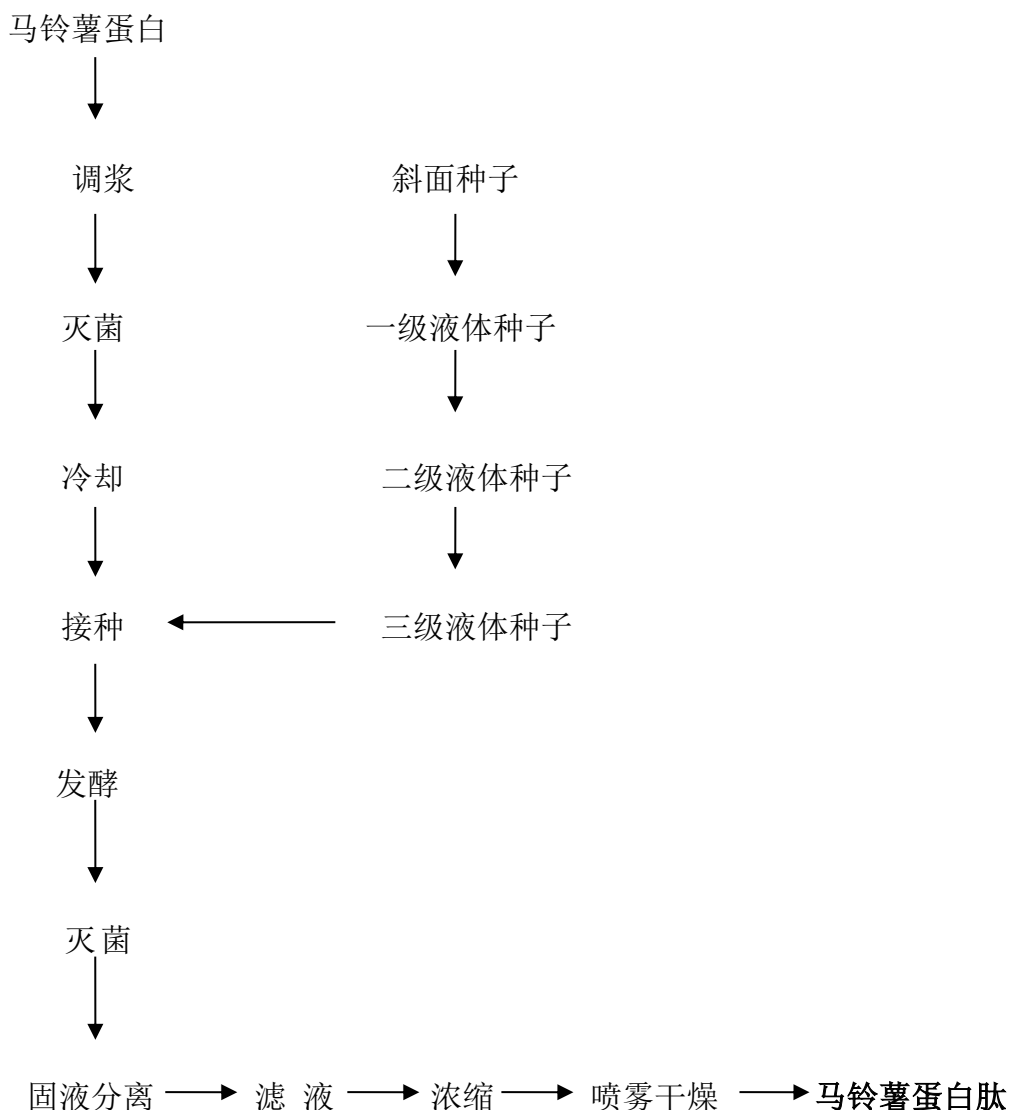 马铃薯蛋白
调浆 斜面种子
灭菌 一级液体种子
冷却 二级液体种子
接种 三级液体种子
发酵
灭菌
固液分离 滤 液 浓缩 喷雾干燥 马铃薯蛋白肽